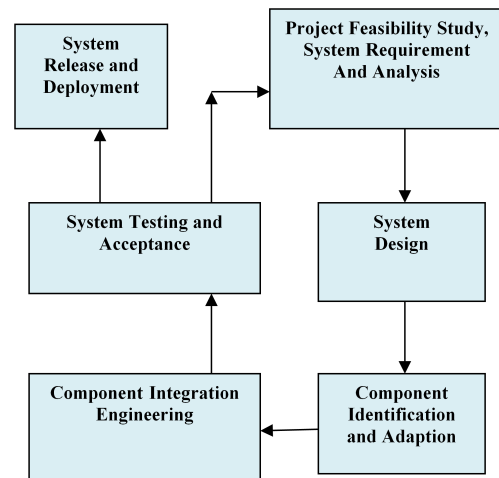 System
Release and
Deployment
Project Feasibility Study,
System Requirement
And Analysis
System Testing and
Acceptance
System
Design
Component Integration
Engineering
Component
Identification
and Adaption